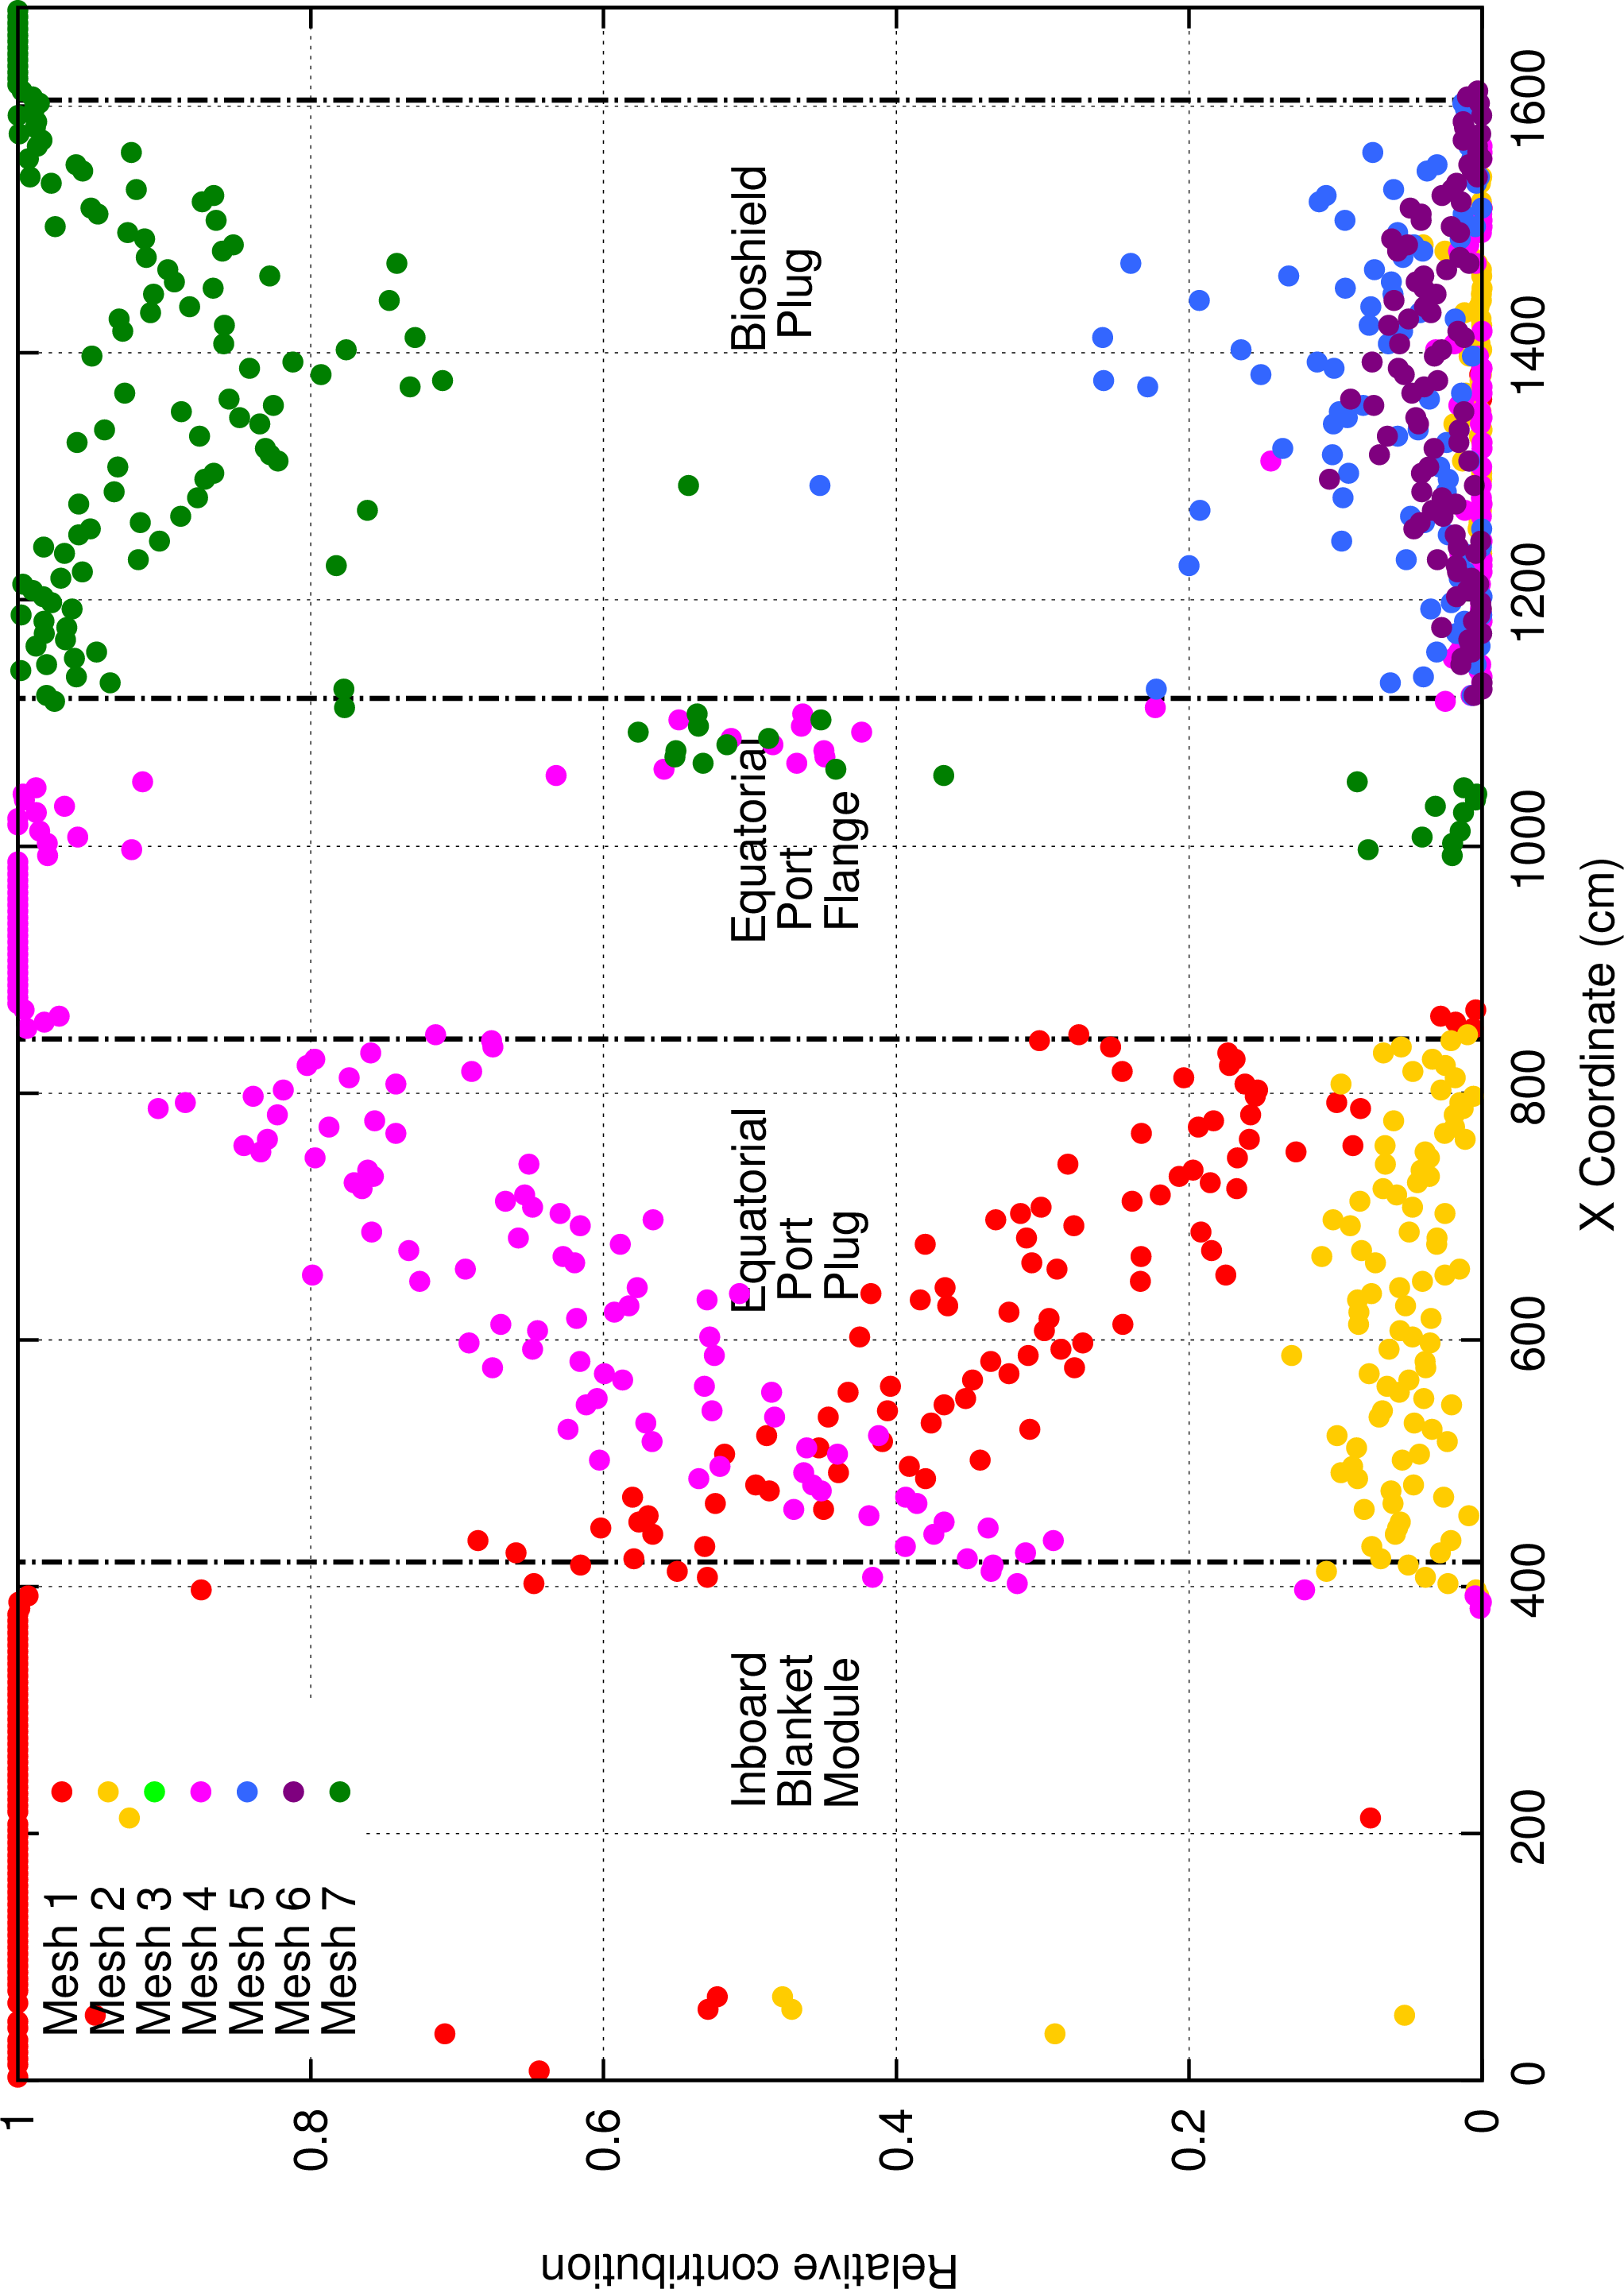 Relative contribution
1
0.8
0.6
0.4
0.2
0
0
200
400
600
800
1000
1200
1400
1600
X Coordinate (cm)
Mesh 1
Mesh 2
Mesh 3
Mesh 4
Mesh 5
Mesh 6
Mesh 7
Inboard
Blanket
Module
Equatorial
Port
Plug
Equatorial
Port
Flange
Bioshield
Plug